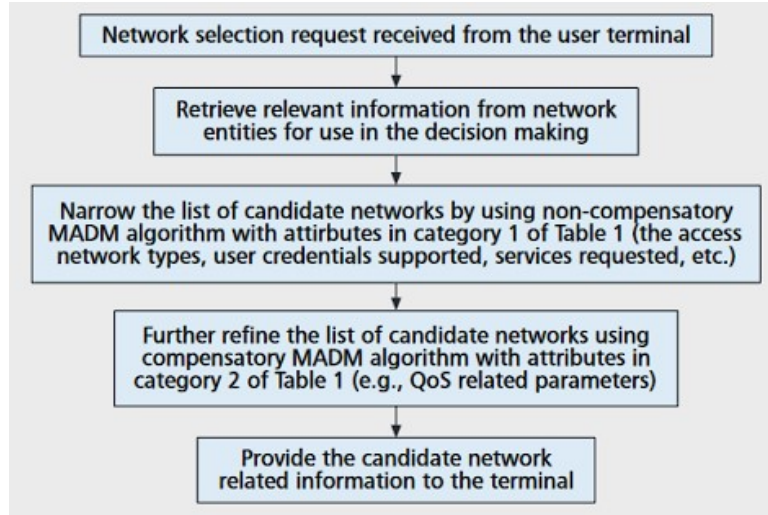 Network selection request received from the user terminal
Retrieve relevant information from network
entities for use in the decision making
Narrow the list of candidate networks by using non-compensatory
MADM algorithm with attirbutes in category 1 of Table 1 (the access
network types, user credentials supported, services requested, etc.)
Further refine the list of candidate networks using
compensatory MADM algorithm with attributes in
category 2 of Table 1 (e.g., QoS related parameters)
Provide the candidate network
related information to the terminal